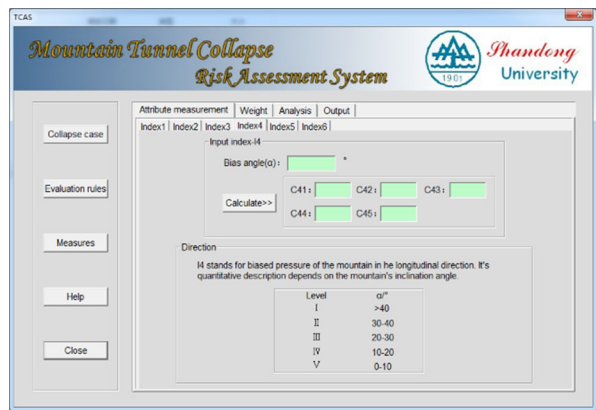 TCAS
Mountain Tunnel Collapse
Risk Assessment System
1901
Shandong
University
Collapse case
Evaluation rules
Measures
Help
Close
Attribute measurement Weight Analysis Output
Index1 Index2 Index3 Index4 Index5 Index6
Input index-I4
Bias angle(α): °
Calculate>>
C41: C42: C43:
C44: C45:
Direction
I4 stands for biased pressure of the mountain in he longitudinal direction. It's
quantitative description depends on the mountain's inclination angle.
Level α/°
I >40
II 30-40
III 20-30
IV 10-20
V 0-10